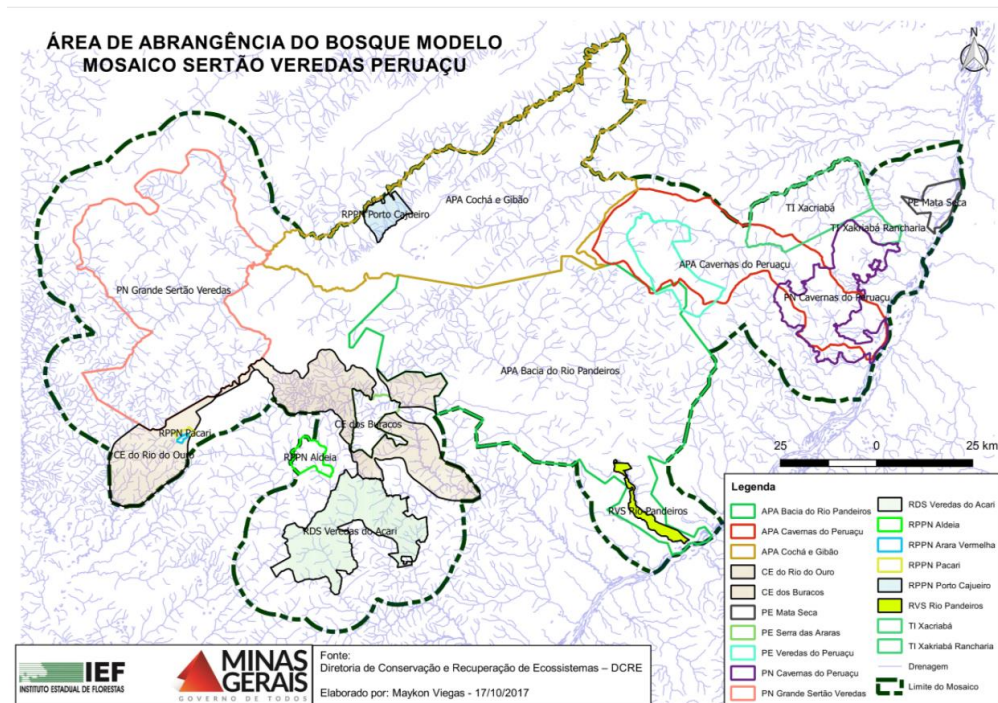 ÁREA DE ABRANGÊNCIA DO BOSQUE MODELO
MOSAICO SERTÃO VEREDAS PERUAÇU
N
APA Cochá e Gibão
RPPN Porto Cajueiro
TI Xacriabá
PE Mata Seca
TI Xakriabá Rancharia
APA Cavernas do Peruaçu
PN Grande Sertão Veredas
PN Cavernas do Peruaçu
APA Bacia do Rio Pandeiros
CE dos Buracos
RPPN Pacari
CE do Rio do Ouro
RPPN Aldeia
RVS Rio Pandeiros
RDS Veredas do Acari
25 0 25 km
Legenda
APA Bacia do Rio Pandeiros
APA Cavernas do Peruaçu
APA Cochá e Gibão
CE do Rio do Ouro
CE dos Buracos
PE Mata Seca
PE Serra das Araras
PE Veredas do Peruaçu
PN Cavernas do Peruaçu
PN Grande Sertão Veredas
RDS Veredas do Acari
RPPN Aldeia
RPPN Arara Vermelha
RPPN Pacari
RPPN Porto Cajueiro
RVS Rio Pandeiros
TI Xacriabá
TI Xakriabá Rancharia
Drenagem
Limite do Mosaico
IEF
INSTITUTO ESTADUAL DE FLORESTAS
MINAS
GERAIS
GOVERNO DE TODOS
Fonte:
Diretoria de Conservação e Recuperação de Ecossistemas – DCRE
Elaborado por: Maykon Viegas - 17/10/2017